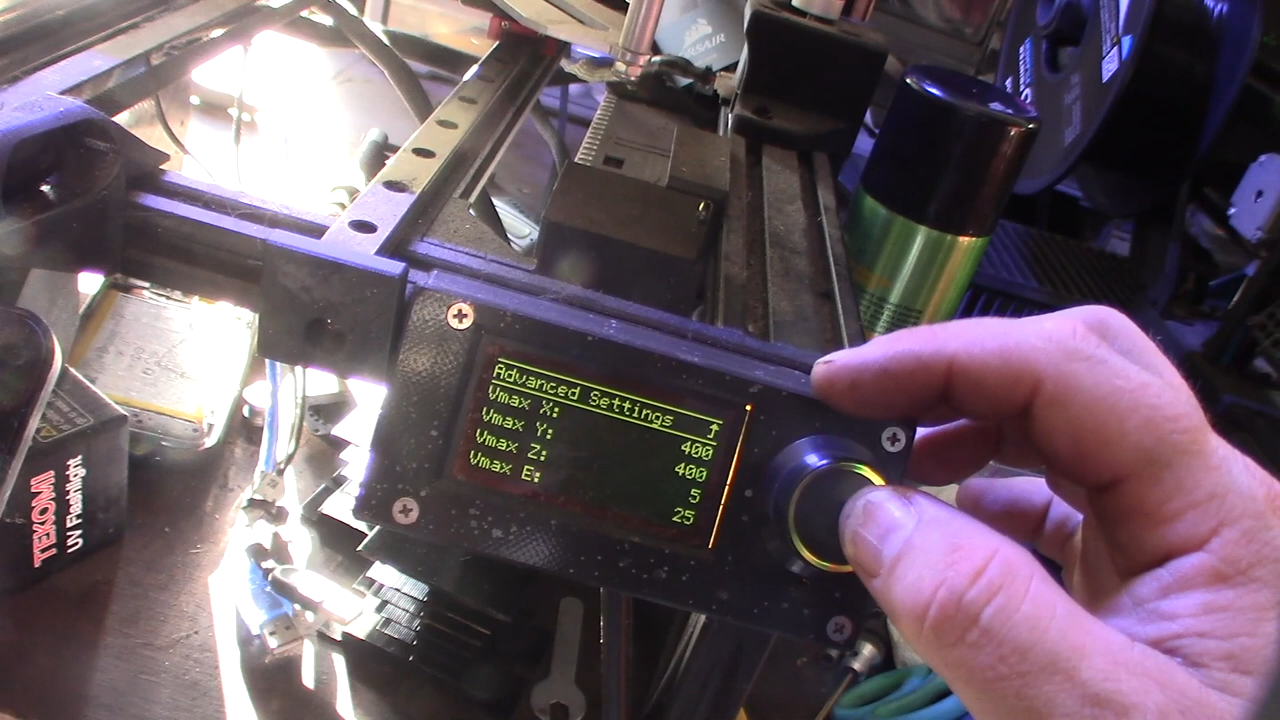 CORSAIR
Advanced Settings
Vmax X: 400
Vmax Y: 400
Vmax Z: 5
Vmax E: 25
TEKOMI
UV Flashlight